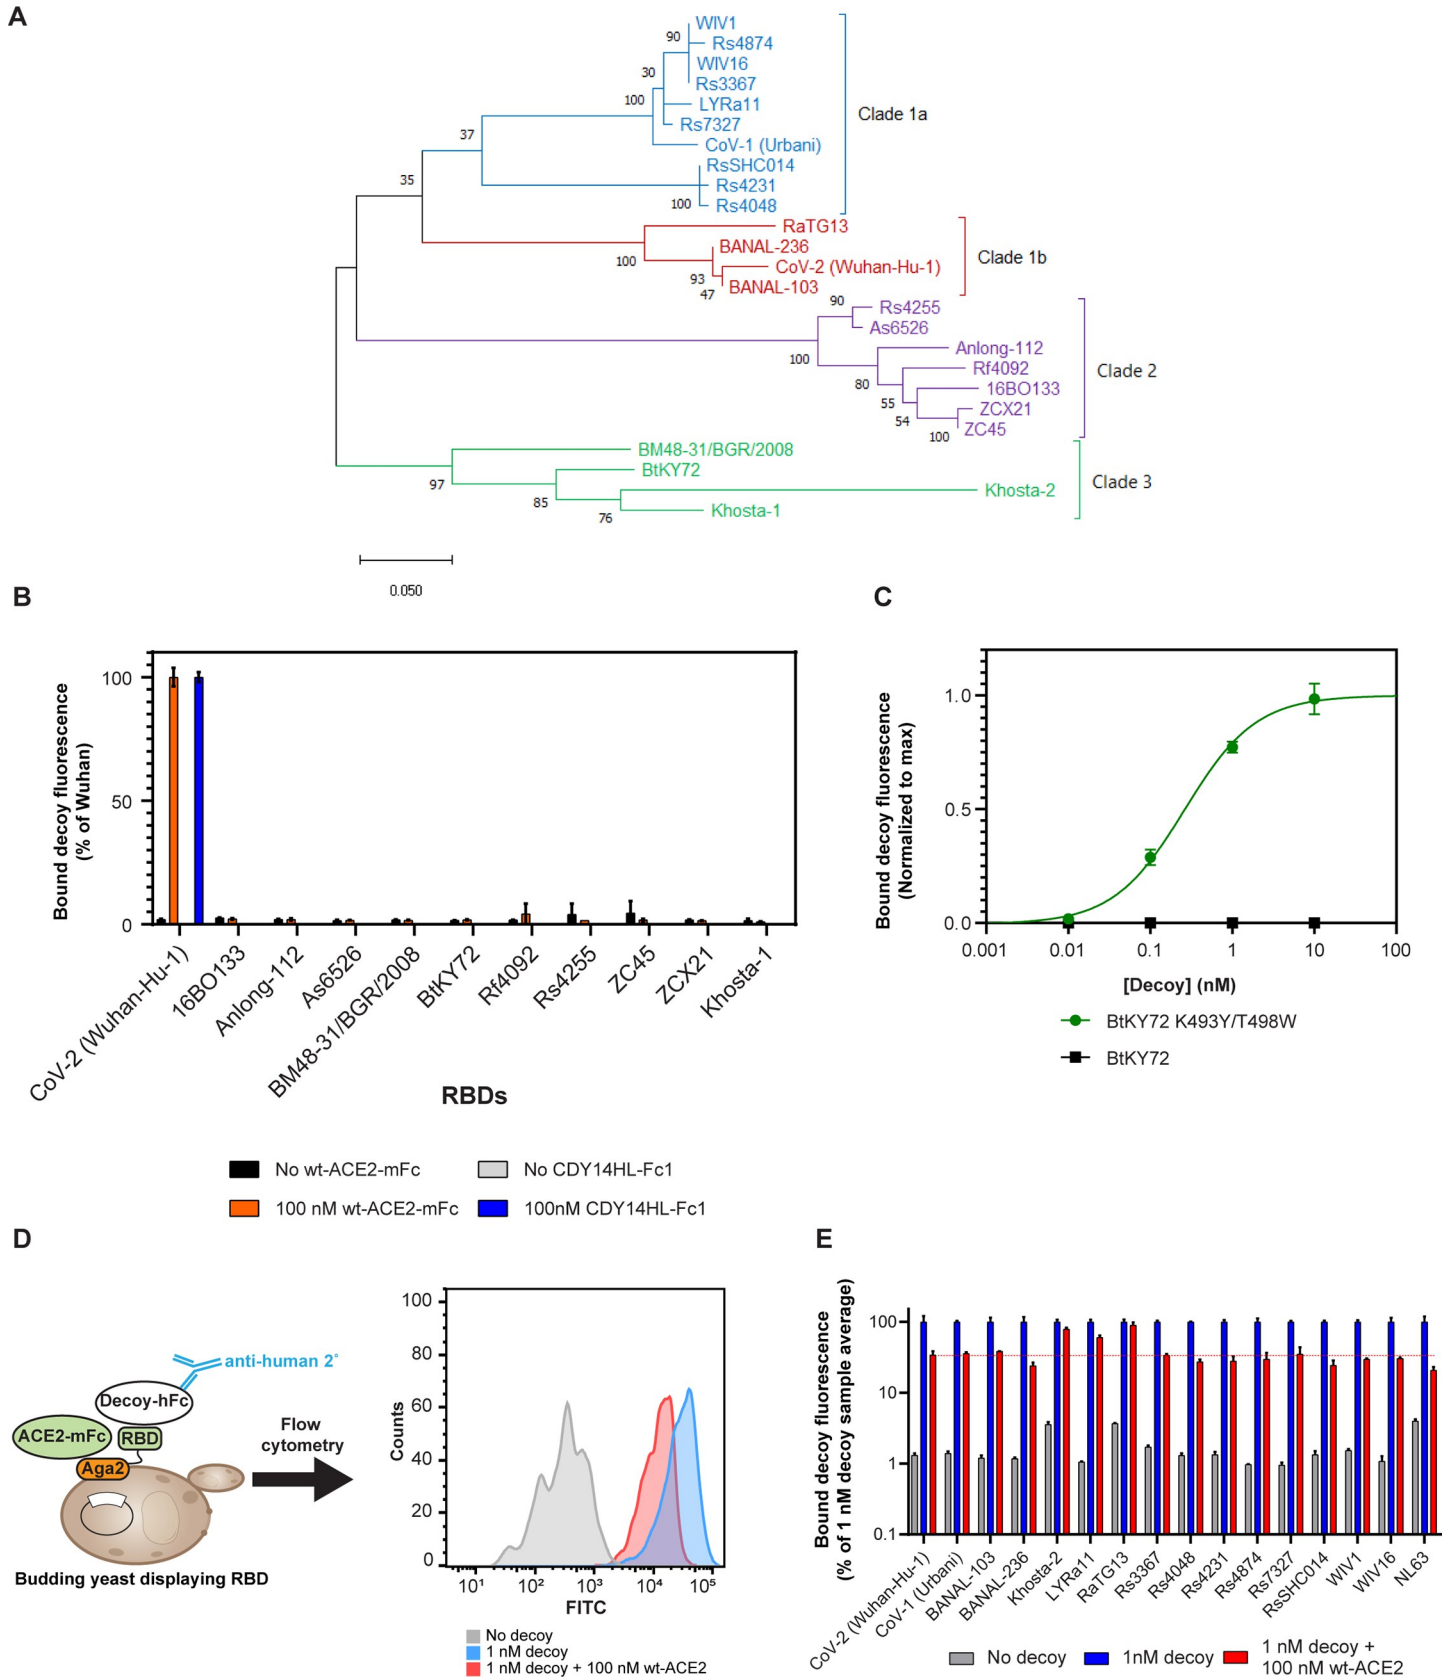 A
WIV1
Rs4874
WIV16
Rs3367
LYRa11
Rs7327
CoV-1 (Urbani)
RsSHC014
Rs4231
Rs4048
90
30
100
37
35
100
Clade 1a
RaTG13
BANAL-236
CoV-2 (Wuhan-Hu-1)
BANAL-103
100
93
47
Clade 1b
Rs4255
As6526
Anlong-112
Rf4092
16BO133
ZCX21
ZC45
90
100
80
55
54
100
Clade 2
BM48-31/BGR/2008
BtKY72
Khosta-2
Khosta-1
97
85
76
Clade 3
0.050
B
Bound decoy fluorescence
(% of Wuhan)
100
50
0
CoV-2 (Wuhan-Hu-1)
16BO133
Anlong-112
As6526
BM48-31/BGR/2008
BtKY72
Rf4092
Rs4255
ZC45
ZCX21
Khosta-1
RBDs
No wt-ACE2-mFc
No CDY14HL-Fc1
100 nM wt-ACE2-mFc
100nM CDY14HL-Fc1
C
Bound decoy fluorescence
(Normalized to max)
1.0
0.5
0.0
0.001
0.01
0.1
1
10
100
[Decoy] (nM)
BtKY72 K493Y/T498W
BtKY72
D
anti-human 2°
Decoy-hFc
ACE2-mFc
RBD
Aga2
Flow
cytometry
Budding yeast displaying RBD
Counts
100
80
60
40
20
0
10¹
10²
10³
10⁴
10⁵
FITC
No decoy
1 nM decoy
1 nM decoy + 100 nM wt-ACE2
E
Bound decoy fluorescence
(% of 1 nM decoy sample average)
100
10
1
0.1
CoV-2 (Wuhan-Hu-1)
CoV-1 (Urbani)
BANAL-103
BANAL-236
Khosta-2
LYRa11
RaTG13
Rs3367
Rs4048
Rs4231
Rs4874
Rs7327
RsSHC014
WIV1
WIV16
NL63
No decoy
1nM decoy
1 nM decoy +
100 nM wt-ACE2